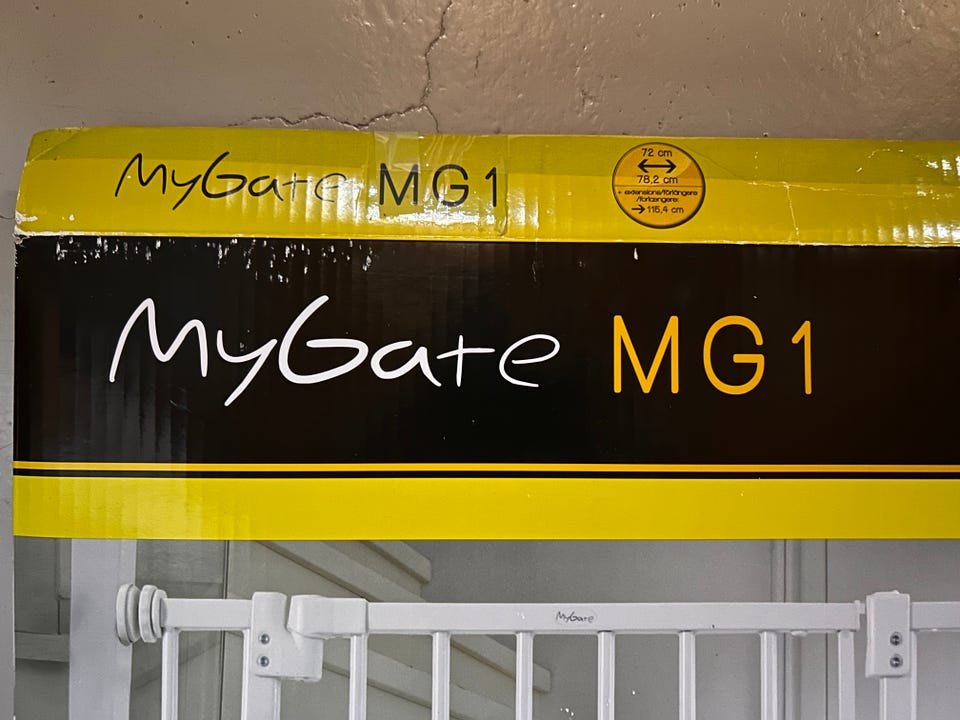 MyGate MG1
72 cm
78,2 cm
+ extensions/förlängare
/forlængere:
115,4 cm
MyGate MG1
MyGate